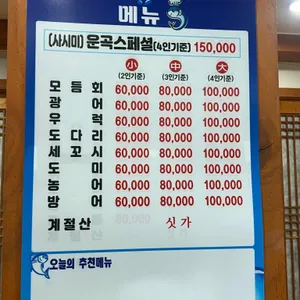 메뉴
(사시미) 운곡스페셜(4인기준) 150,000
小 中 大
(2인기준) (3인기준) (4인기준)
모듬회 60,000 80,000 100,000
광어 60,000 80,000 100,000
우럭 60,000 80,000 100,000
도다리 60,000 80,000 100,000
세꼬시 60,000 80,000 100,000
도미 60,000 80,000 100,000
농어 60,000 80,000 100,000
방어 60,000 80,000 100,000
계절산 싯가
오늘의 추천메뉴